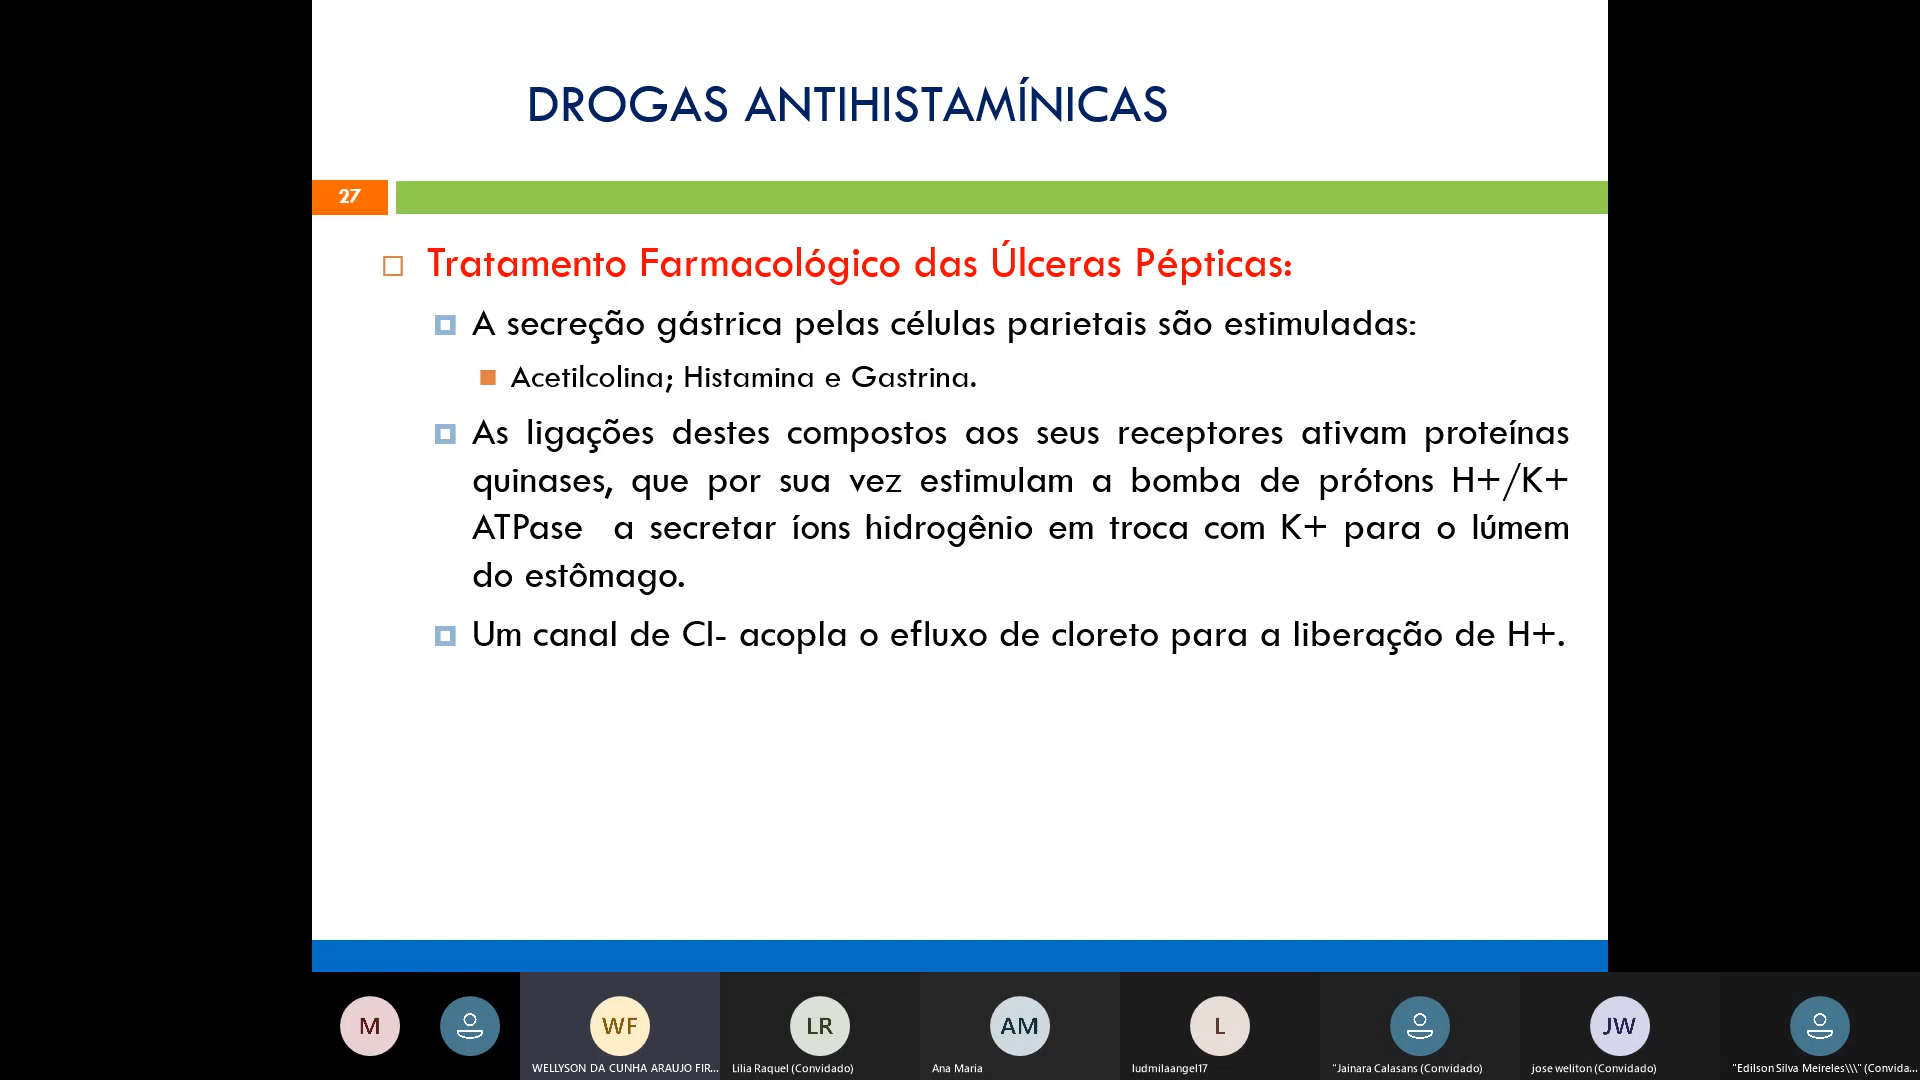 DROGAS ANTIHISTAMÍNICAS
27
Tratamento Farmacológico das Úlceras Pépticas:
A secreção gástrica pelas células parietais são estimuladas:
Acetilcolina; Histamina e Gastrina.
As ligações destes compostos aos seus receptores ativam proteínas
quinases, que por sua vez estimulam a bomba de prótons H+/K+
ATPase a secretar íons hidrogênio em troca com K+ para o lúmem
do estômago.
Um canal de Cl- acopla o efluxo de cloreto para a liberação de H+.
M
WF
LR
AM
L
JW
WELLYSON DA CUNHA ARAUJO FIR...
Lilia Raquel (Convidado)
Ana Maria
ludmilaangel17
"Jainara Calasans (Convidado)
jose weliton (Convidado)
"Edilson Silva Meireles\\\" (Convida...